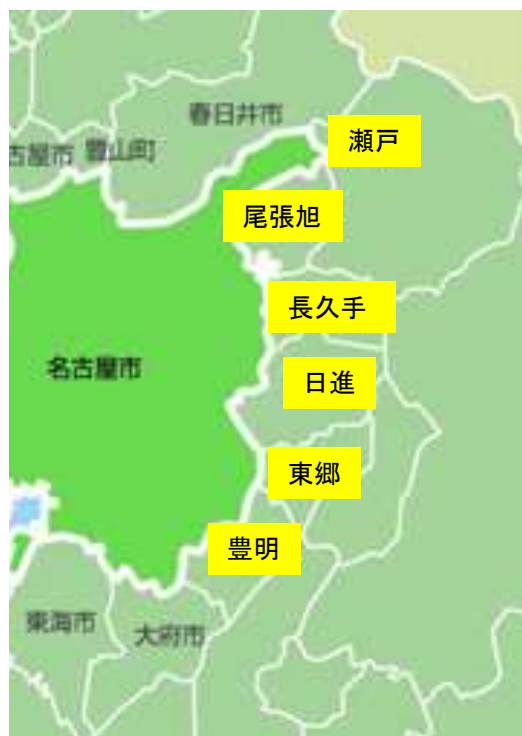 春日井市
瀬戸
古屋市
豊山町
尾張旭
長久手
名古屋市
日進
東郷
豊明
東海市
大府市